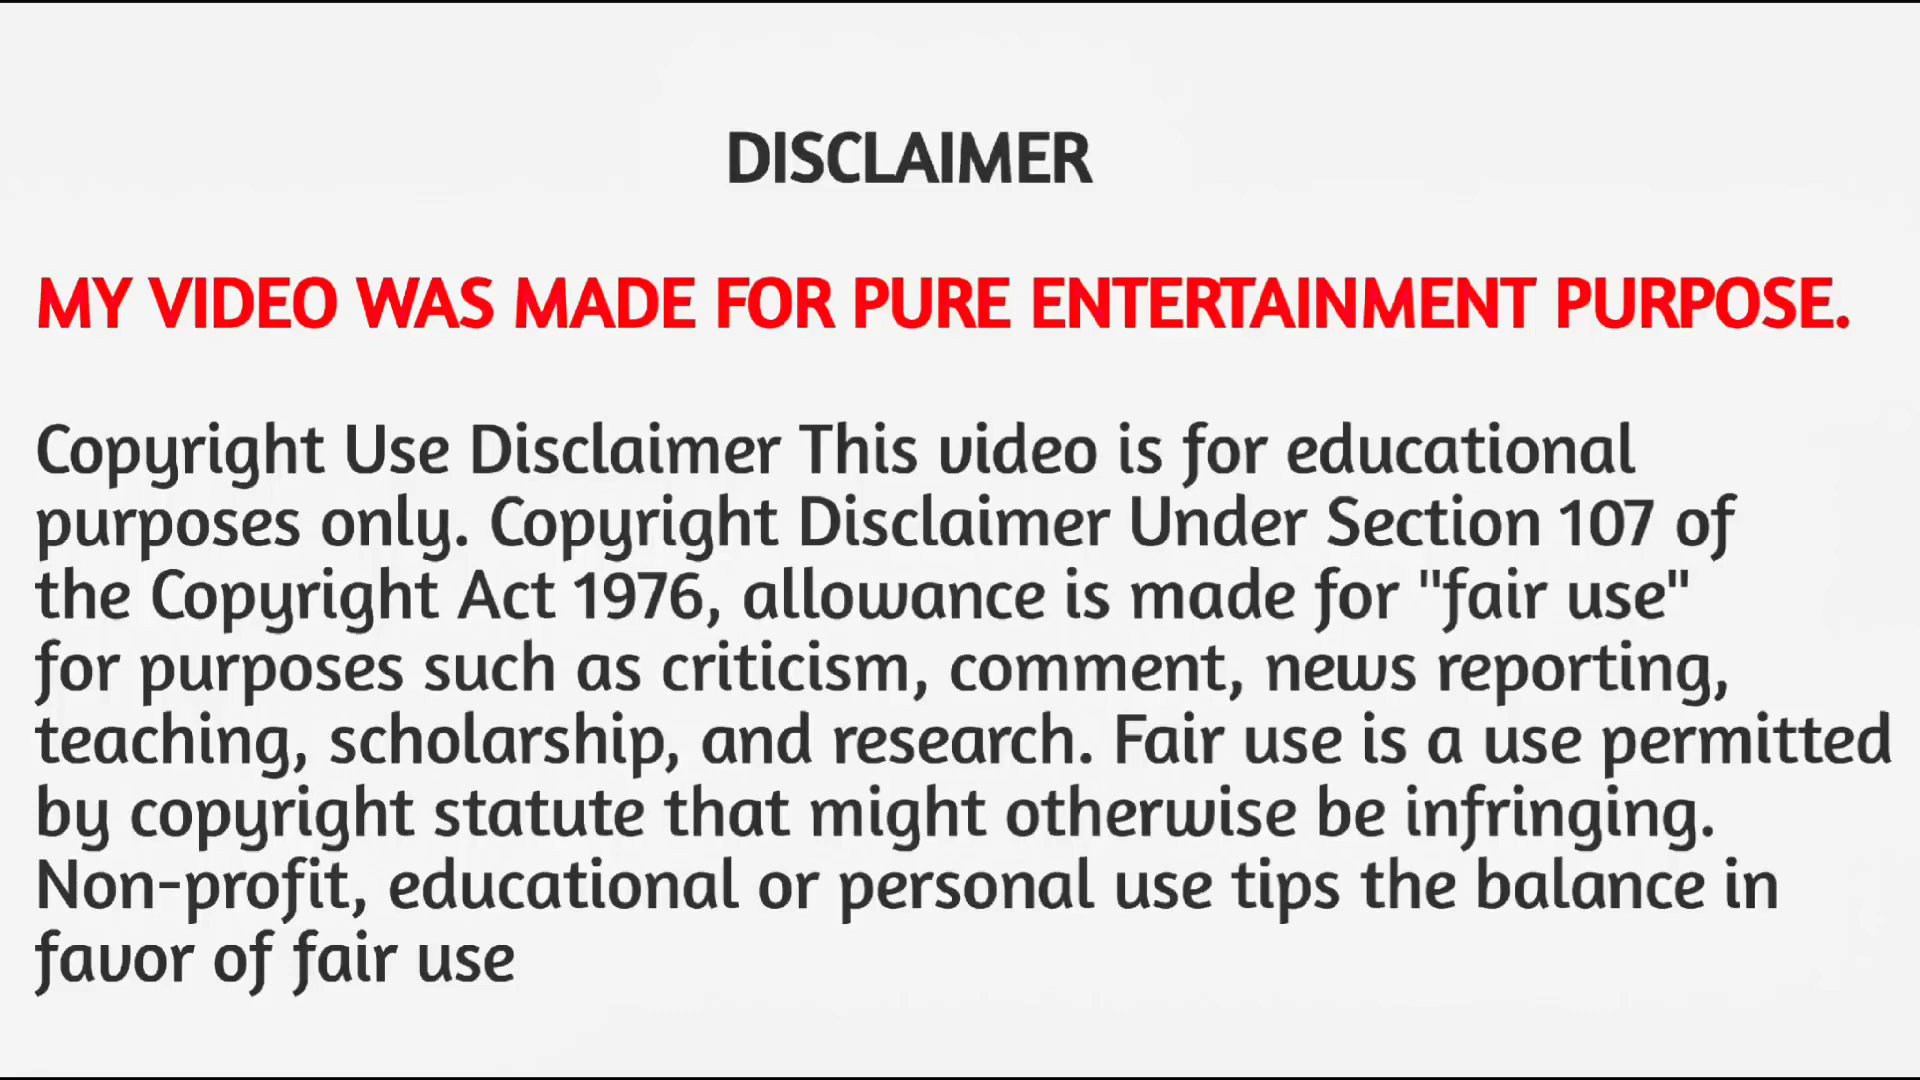 DISCLAIMER
MY VIDEO WAS MADE FOR PURE ENTERTAINMENT PURPOSE.
Copyright Use Disclaimer This video is for educational
purposes only. Copyright Disclaimer Under Section 107 of
the Copyright Act 1976, allowance is made for "fair use"
for purposes such as criticism, comment, news reporting,
teaching, scholarship, and research. Fair use is a use permitted
by copyright statute that might otherwise be infringing.
Non-profit, educational or personal use tips the balance in
favor of fair use